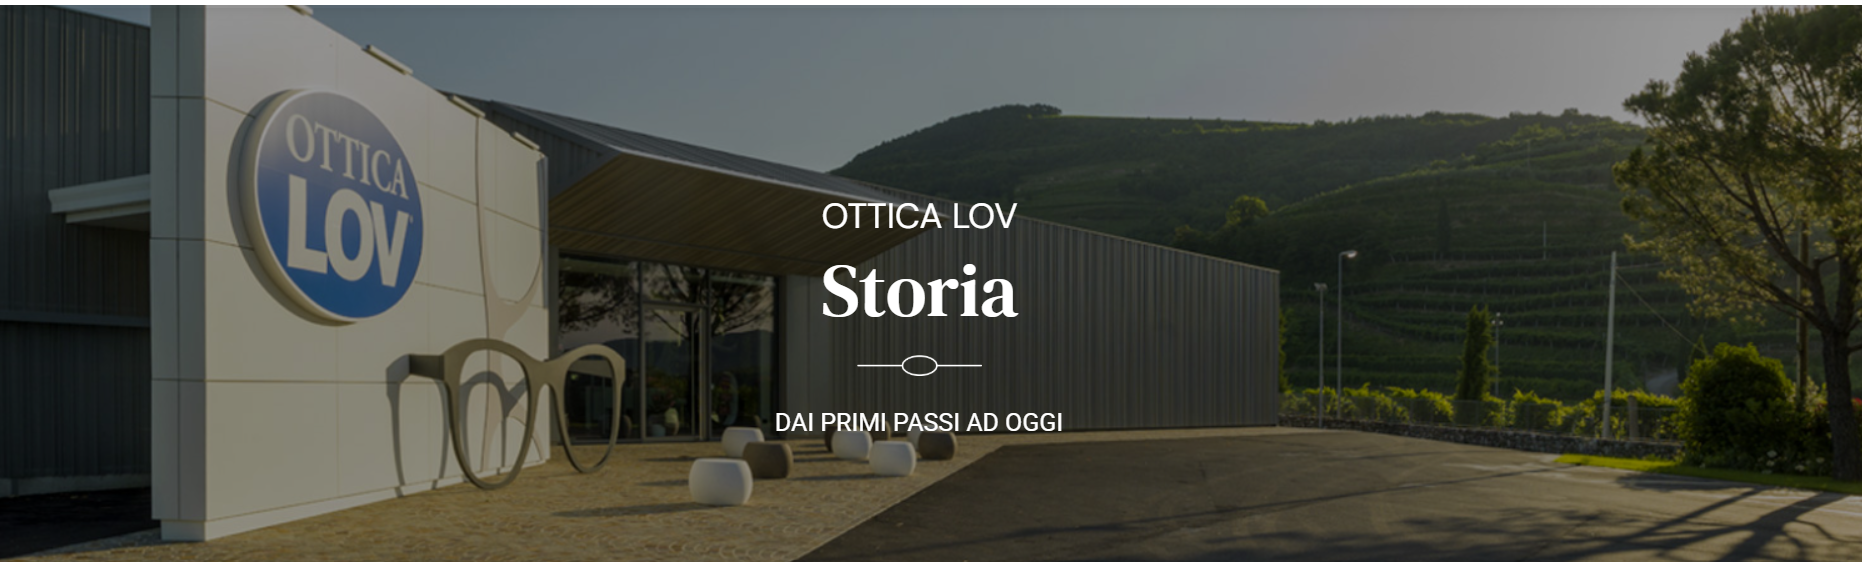 OTTICA
LOV
OTTICA LOV
Storia
DAI PRIMI PASSI AD OGGI